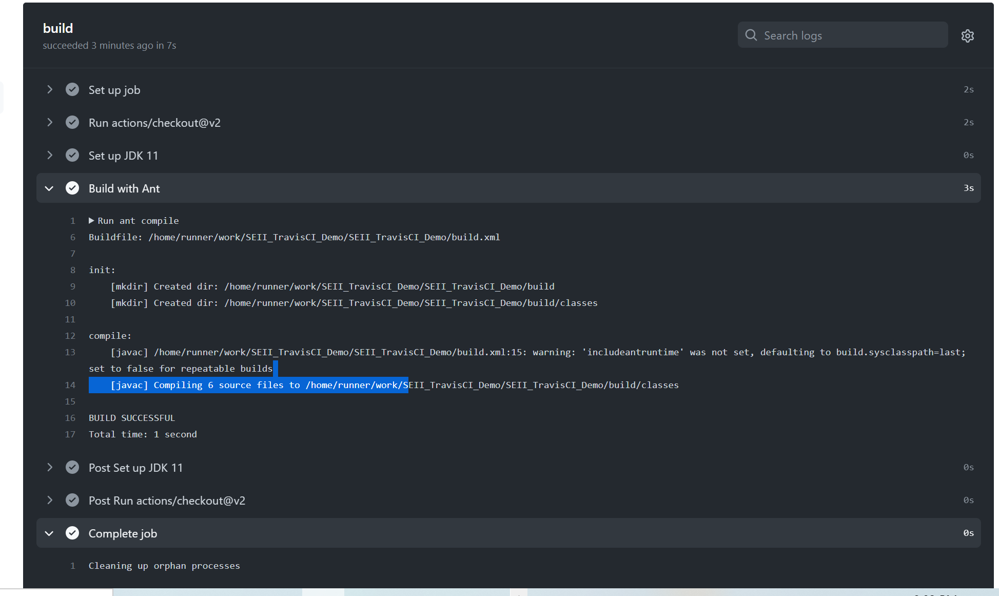 build
succeeded 3 minutes ago in 7s
Search logs
Set up job 2s
Run actions/checkout@v2 2s
Set up JDK 11 0s
Build with Ant 3s
1 Run ant compile
6 Buildfile: /home/runner/work/SEII_TravisCI_Demo/SEII_TravisCI_Demo/build.xml
7
8 init:
9 [mkdir] Created dir: /home/runner/work/SEII_TravisCI_Demo/SEII_TravisCI_Demo/build
10 [mkdir] Created dir: /home/runner/work/SEII_TravisCI_Demo/SEII_TravisCI_Demo/build/classes
11
12 compile:
13 [javac] /home/runner/work/SEII_TravisCI_Demo/SEII_TravisCI_Demo/build.xml:15: warning: 'includeantruntime' was not set, defaulting to build.sysclasspath=last;
set to false for repeatable builds
14 [javac] Compiling 6 source files to /home/runner/work/SEII_TravisCI_Demo/SEII_TravisCI_Demo/build/classes
15
16 BUILD SUCCESSFUL
17 Total time: 1 second
Post Set up JDK 11 0s
Post Run actions/checkout@v2 0s
Complete job 0s
1 Cleaning up orphan processes